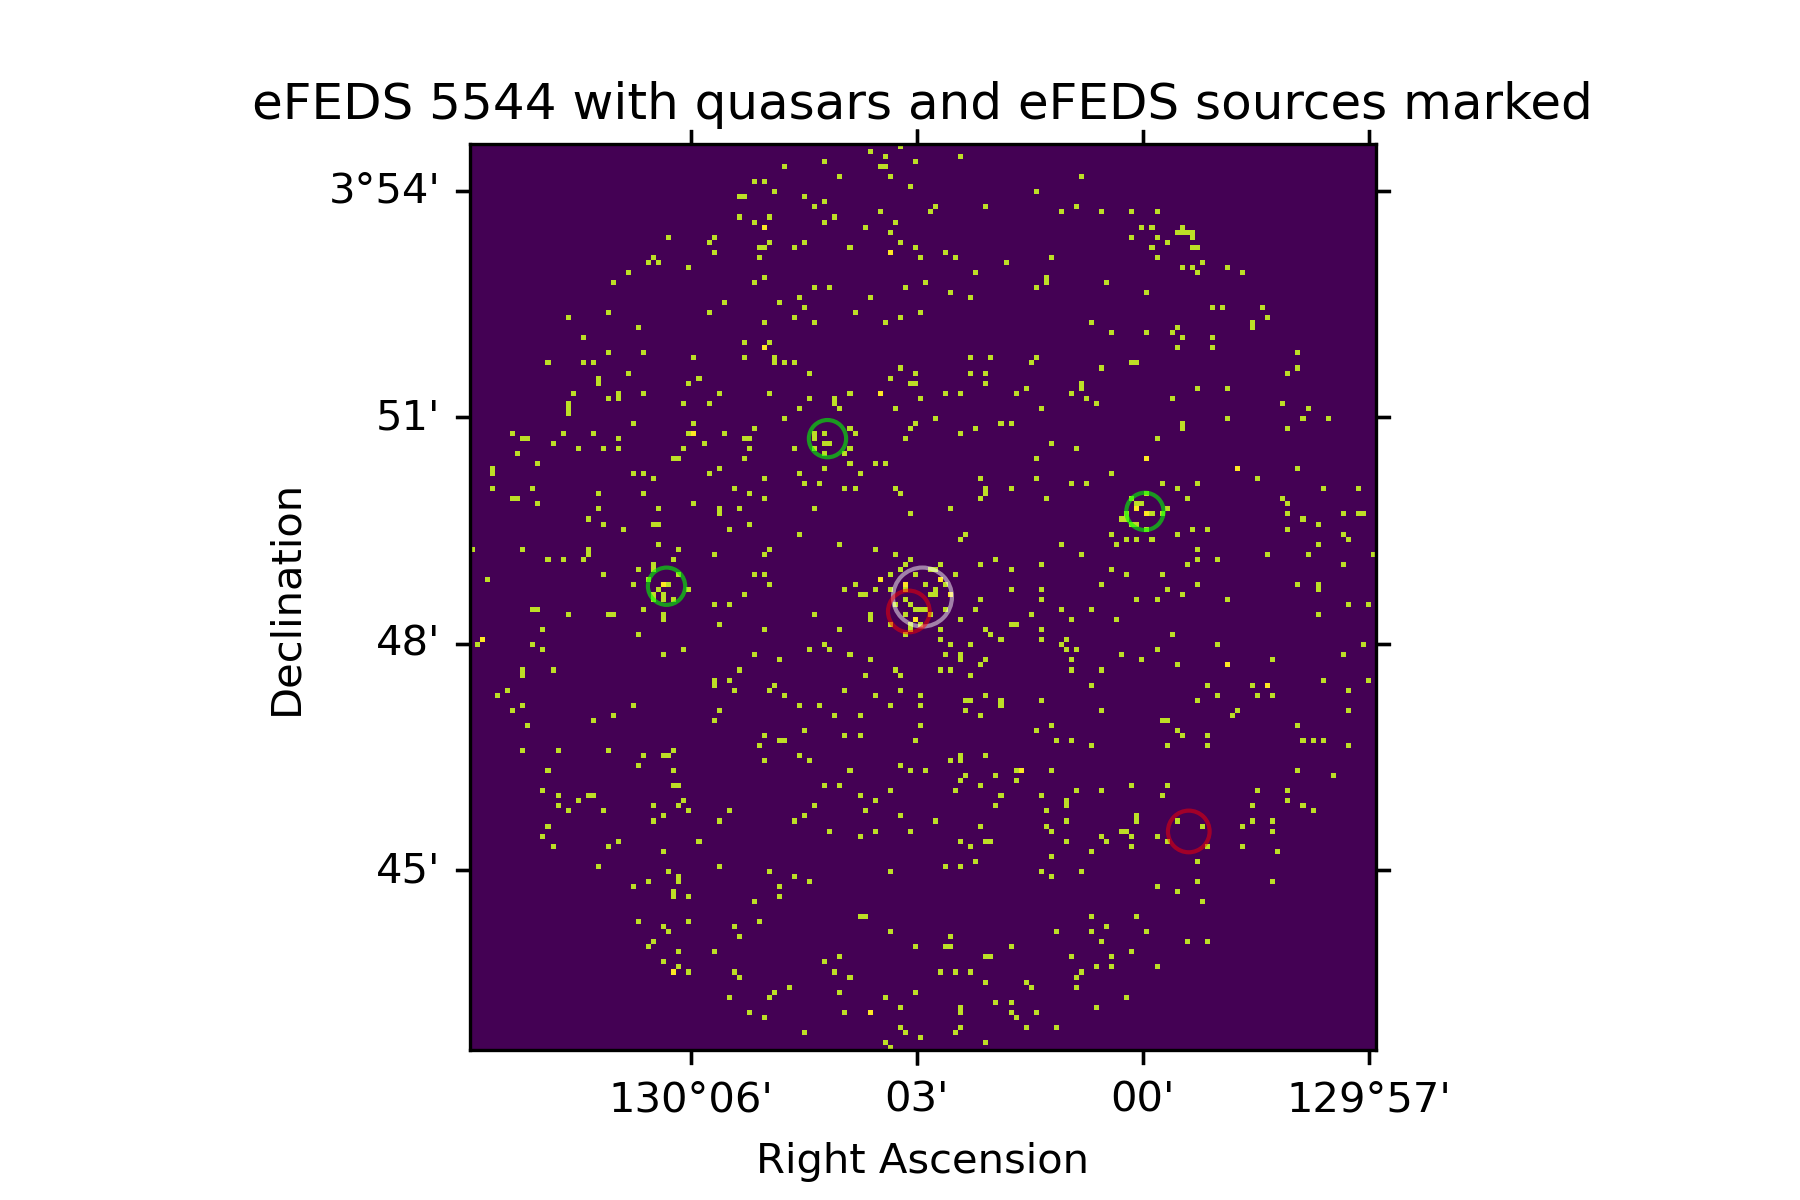 eFEDS 5544 with quasars and eFEDS sources marked
3°54'
51'
48'
45'
Declination
130°06'
03'
00'
129°57'
Right Ascension